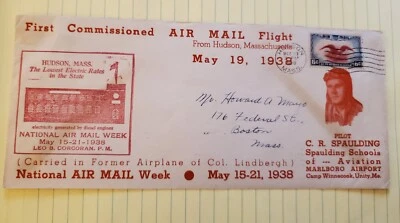 First Commissioned AIR MAIL Flight
From Hudson, Massachusetts
May 19, 1938
HUDSON, MASS.
The Lowest Electric Rates
in the State
electricity generated by diesel engines
NATIONAL AIR MAIL WEEK
May 15-21-1938
LEO B. CORCORAN, P. M.
Mr. Howard A.
176 Federal St.,
Boston
Mass.
PILOT
C. R. SPAULDING
Spaulding Schools
of -- Aviation
MARLBORO AIRPORT
Camp Winnecook, Unity, Me.
(Carried in Former Airplane of Col. Lindbergh)
National AIR MAIL Week May 15-21, 1938